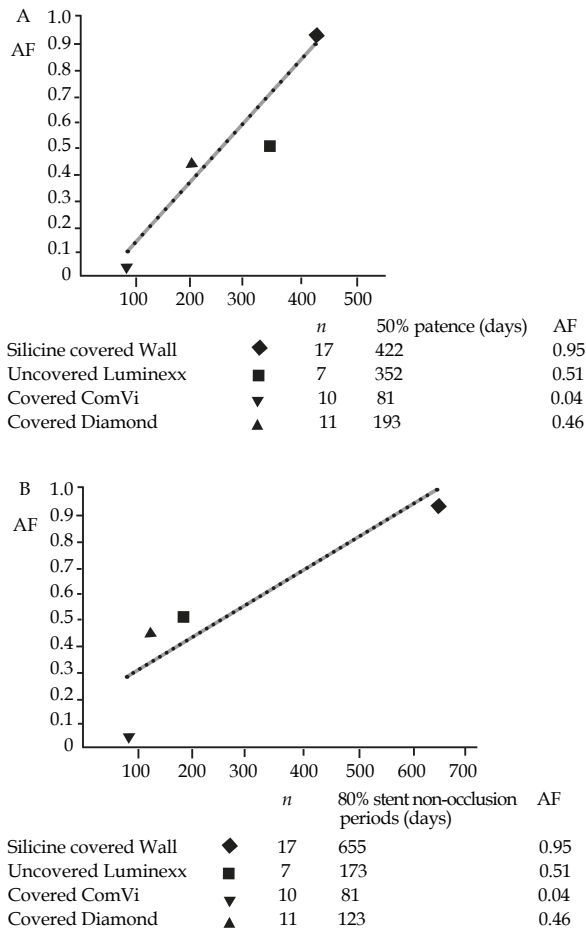 A
AF
1.0
0.9
0.8
0.7
0.6
0.5
0.4
0.3
0.2
0.1
0
100 200 300 400 500
n 50% patence (days) AF
Silicine covered Wall 17 422 0.95
Uncovered Luminexx 7 352 0.51
Covered ComVi 10 81 0.04
Covered Diamond 11 193 0.46
B
AF
1.0
0.9
0.8
0.7
0.6
0.5
0.4
0.3
0.2
0.1
0
100 200 300 400 500 600 700
n 80% stent non-occlusion AF
periods (days)
Silicine covered Wall 17 655 0.95
Uncovered Luminexx 7 173 0.51
Covered ComVi 10 81 0.04
Covered Diamond 11 123 0.46